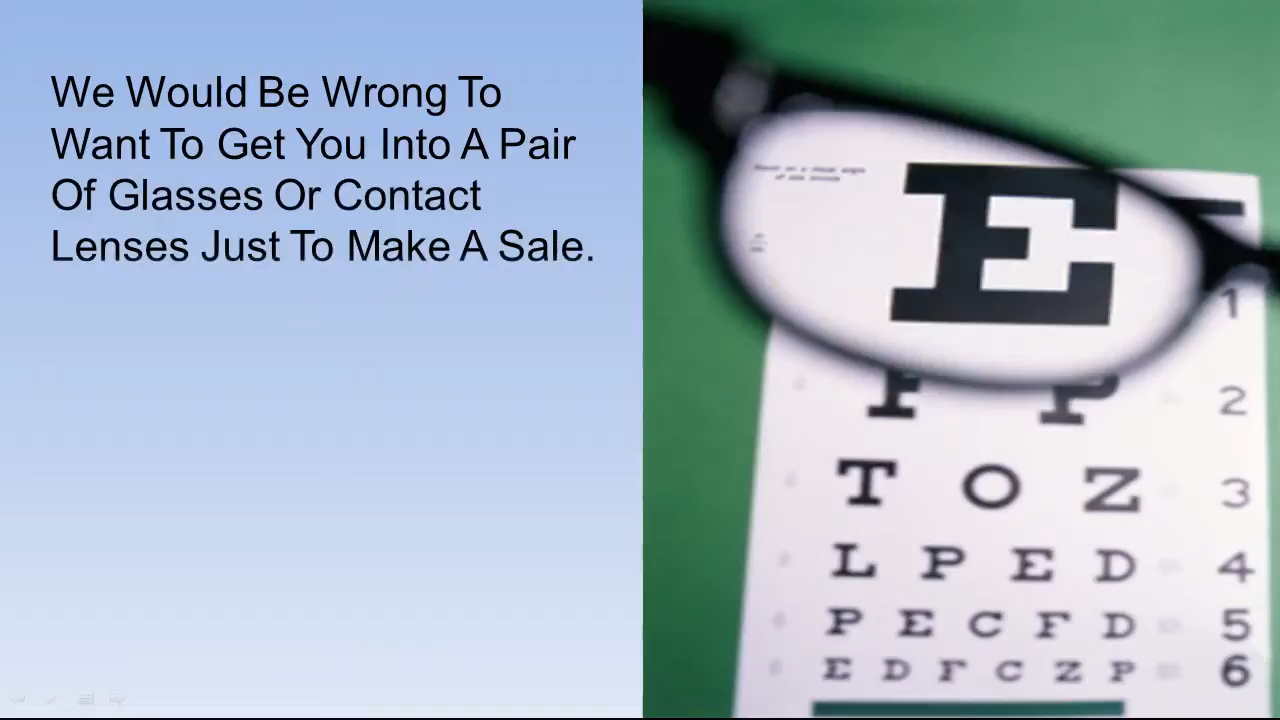 We Would Be Wrong To
Want To Get You Into A Pair
Of Glasses Or Contact
Lenses Just To Make A Sale.
E
1
F P
2
T O Z
3
L P E D
4
P E C F D
5
E D F C Z P
6